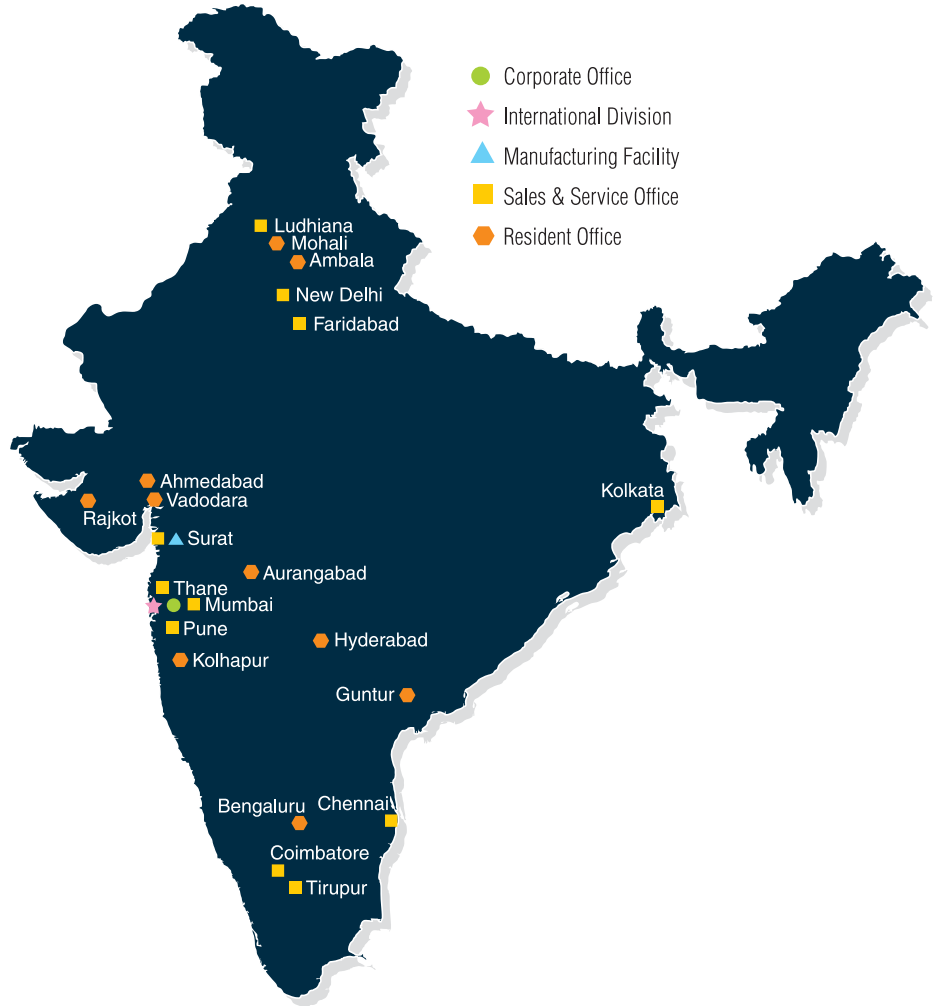 Corporate Office
International Division
Manufacturing Facility
Sales & Service Office
Resident Office
Ludhiana
Mohali
Ambala
New Delhi
Faridabad
Ahmedabad
Vadodara
Rajkot
Kolkata
Surat
Aurangabad
Thane
Mumbai
Pune
Hyderabad
Kolhapur
Guntur
Bengaluru
Chennai
Coimbatore
Tirupur